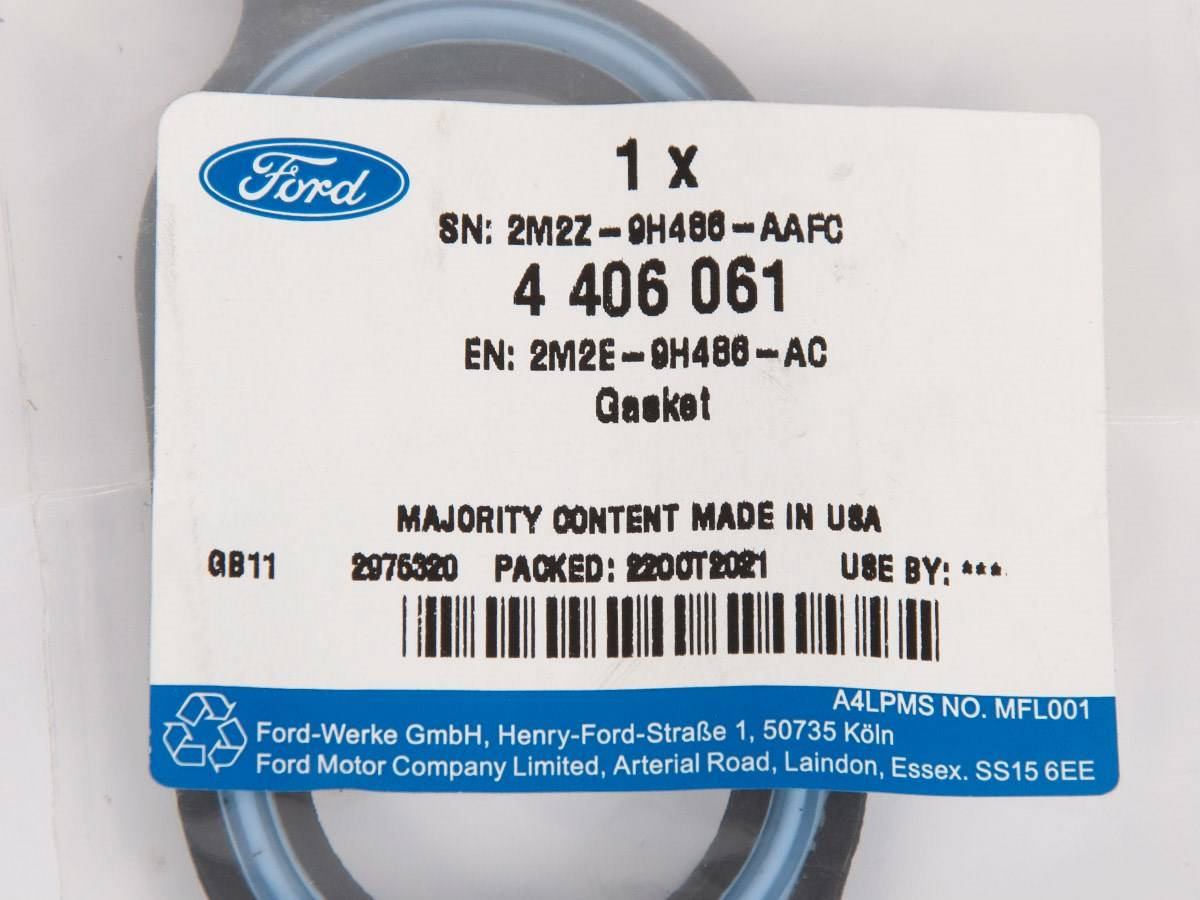 Ford
1 X
SN: 2M2Z-9H486-AAFC
4 406 061
EN: 2M2E-9H486-AC
Gasket
MAJORITY CONTENT MADE IN USA
GB11 2976320 PACKED: 22OCT2021 USE BY: ***
A4LPMS NO. MFL001
Ford-Werke GmbH, Henry-Ford-Straße 1, 50735 Köln
Ford Motor Company Limited, Arterial Road, Laindon, Essex. SS15 6EE